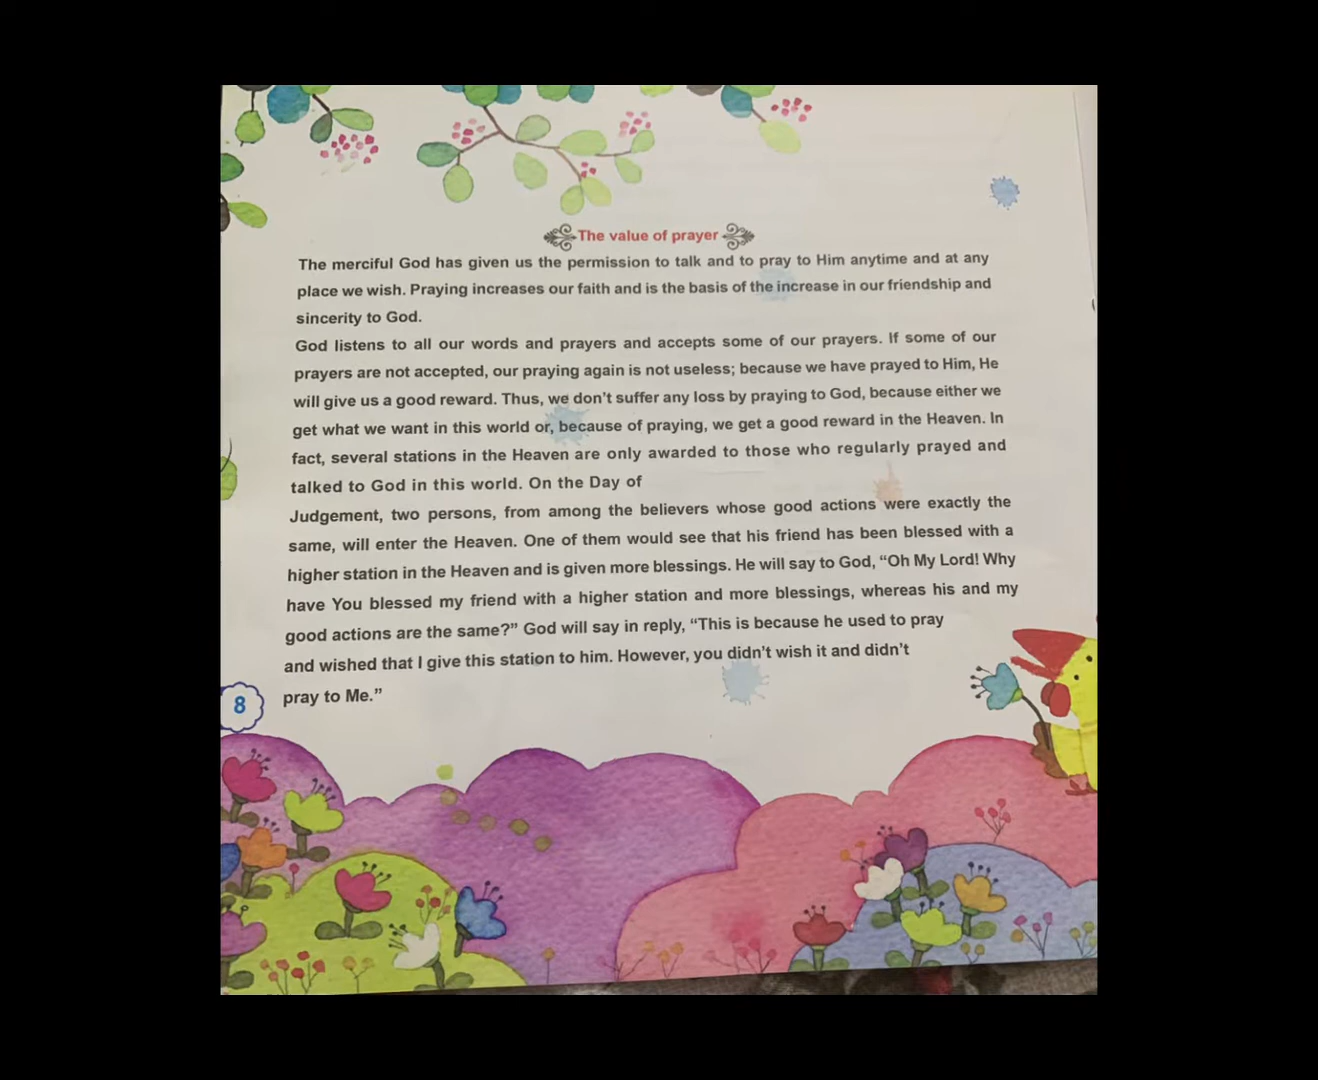 The value of prayer
The merciful God has given us the permission to talk and to pray to Him anytime and at any
place we wish. Praying increases our faith and is the basis of the increase in our friendship and
sincerity to God.
God listens to all our words and prayers and accepts some of our prayers. If some of our
prayers are not accepted, our praying again is not useless; because we have prayed to Him, He
will give us a good reward. Thus, we don't suffer any loss by praying to God, because either we
get what we want in this world or, because of praying, we get a good reward in the Heaven. In
fact, several stations in the Heaven are only awarded to those who regularly prayed and
talked to God in this world. On the Day of
Judgement, two persons, from among the believers whose good actions were exactly the
same, will enter the Heaven. One of them would see that his friend has been blessed with a
higher station in the Heaven and is given more blessings. He will say to God, “Oh My Lord! Why
have You blessed my friend with a higher station and more blessings, whereas his and my
good actions are the same?” God will say in reply, “This is because he used to pray
and wished that I give this station to him. However, you didn't wish it and didn't
pray to Me.”
8